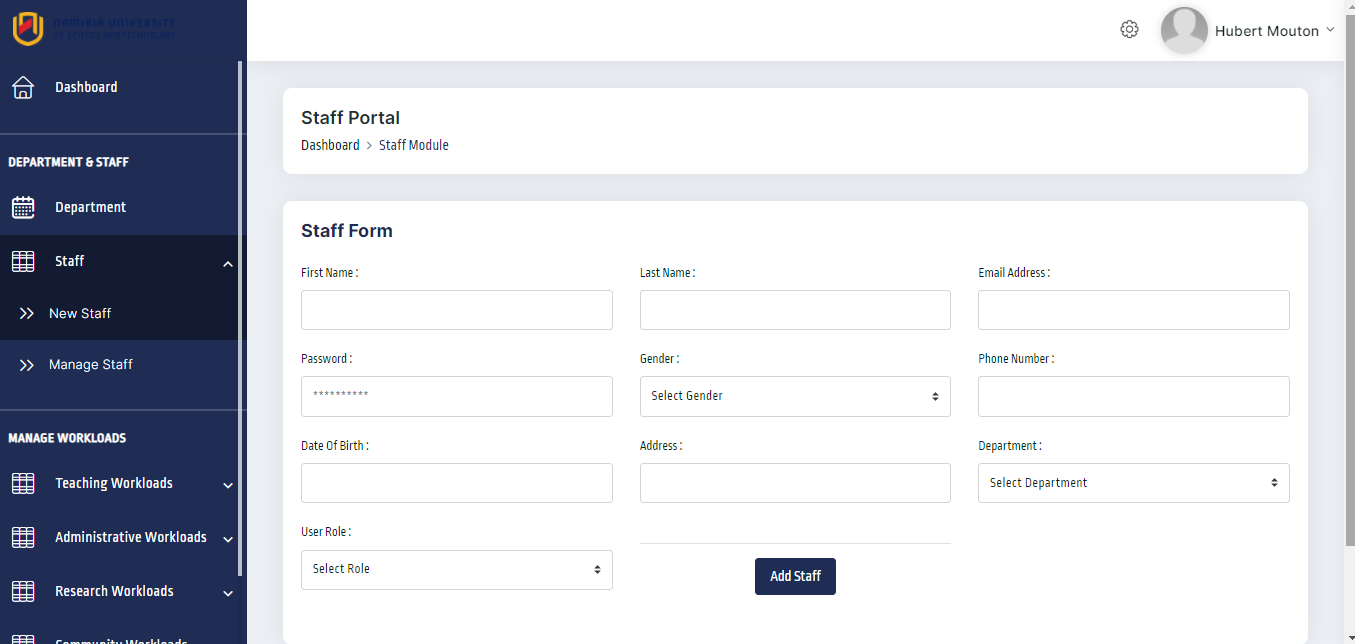 NAMIBIA UNIVERSITY
OF SCIENCE AND TECHNOLOGY
Hubert Mouton
Dashboard
DEPARTMENT & STAFF
Department
Staff
New Staff
Manage Staff
MANAGE WORKLOADS
Teaching Workloads
Administrative Workloads
Research Workloads
Community Workloads
Staff Portal
Dashboard > Staff Module
Staff Form
First Name :
Last Name :
Email Address :
Password :
Gender :
Phone Number :
**********
Select Gender
Date Of Birth :
Address :
Department :
Select Department
User Role :
Select Role
Add Staff